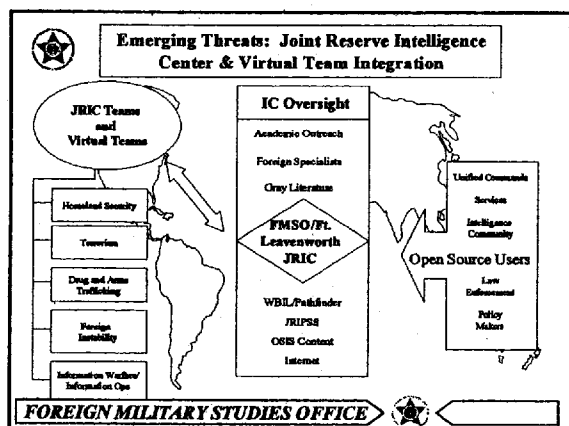 Emerging Threats: Joint Reserve Intelligence
Center & Virtual Team Integration
JRIC Teams
and
Virtual Teams
Homeland Security
Terrorism
Drug and Arms
Trafficking
Foreign
Instability
Information Warfare/
Information Ops
IC Oversight
Academic Outreach
Foreign Specialists
Gray Literature
FMSO/Ft.
Leavenworth
JRIC
WBIL/Pathfinder
JRIPSS
OSIS Content
Internet
Unified Commands
Services
Intelligence
Community
Open Source Users
Law
Enforcement
Policy
Makers
FOREIGN MILITARY STUDIES OFFICE